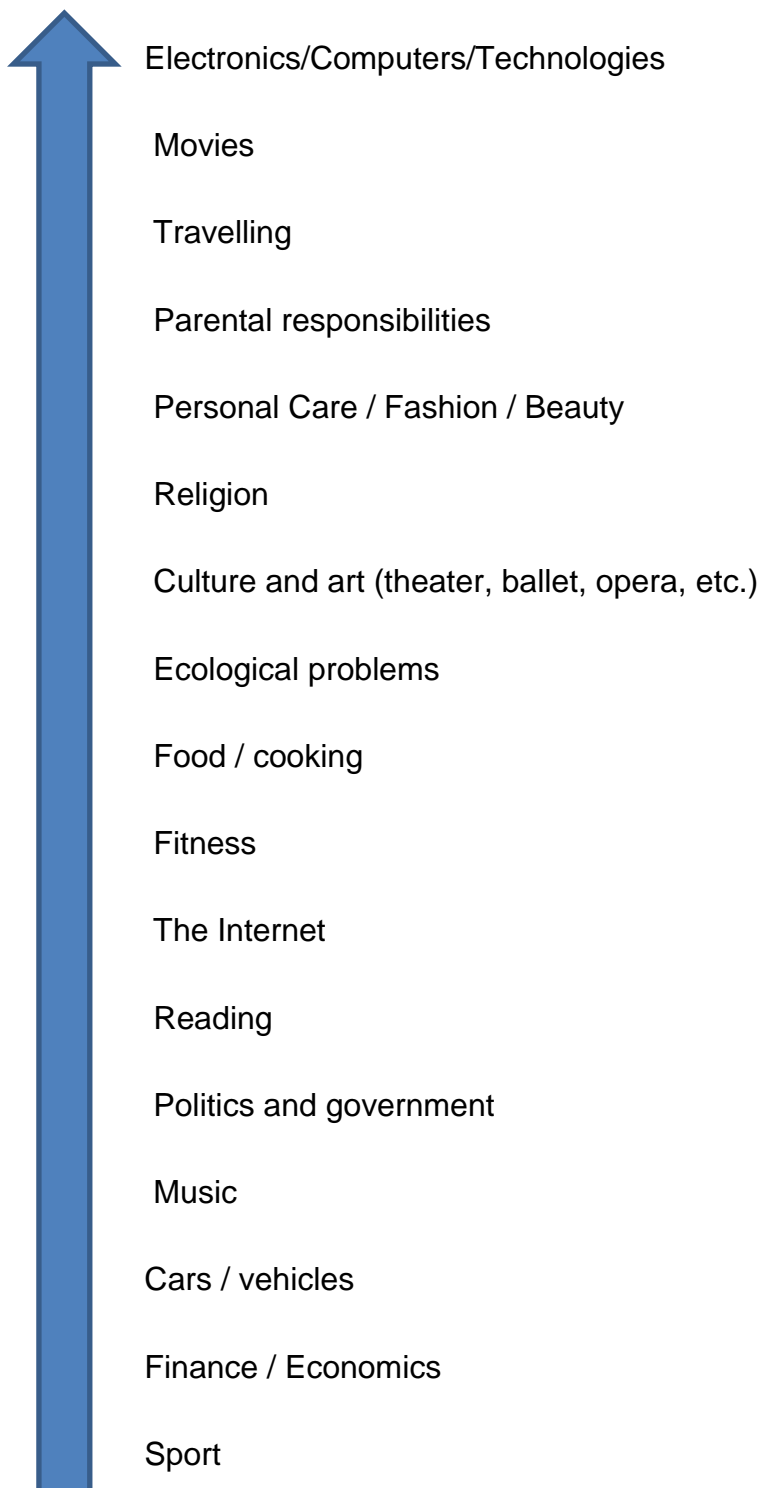 Electronics/Computers/Technologies
Movies
Travelling
Parental responsibilities
Personal Care / Fashion / Beauty
Religion
Culture and art (theater, ballet, opera, etc.)
Ecological problems
Food / cooking
Fitness
The Internet
Reading
Politics and government
Music
Cars / vehicles
Finance / Economics
Sport